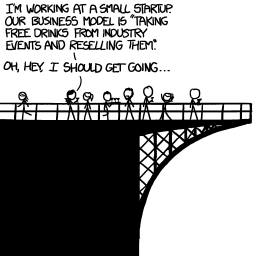 I'M WORKING AT A SMALL STARTUP.
OUR BUSINESS MODEL IS "TAKING
FREE DRINKS FROM INDUSTRY
EVENTS AND RESELLING THEM."
OH, HEY, I SHOULD GET GOING...